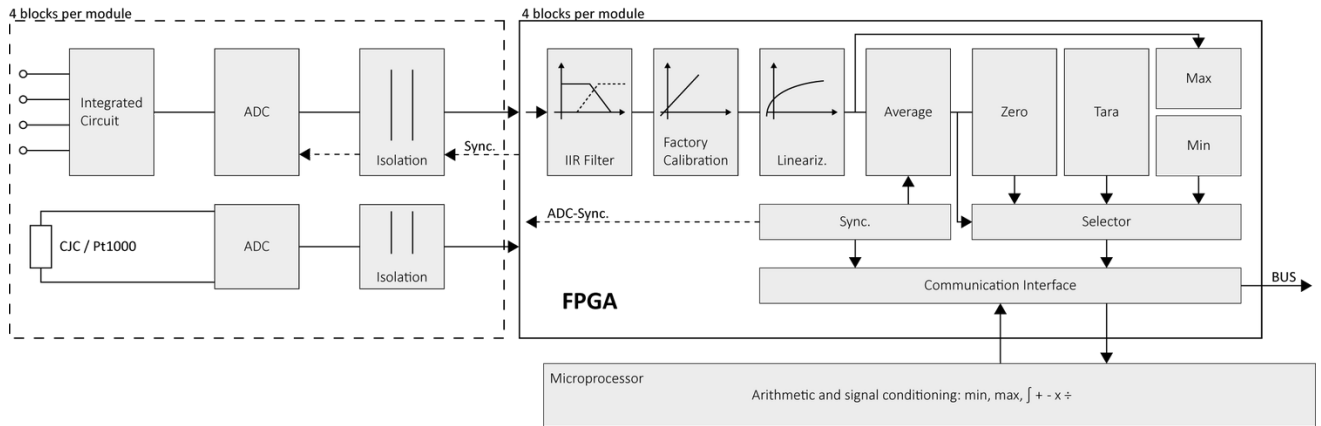 4 blocks per module
Integrated
Circuit
ADC
Isolation
Sync.
CJC / Pt1000
ADC
Isolation
4 blocks per module
IIR Filter
Factory
Calibration
Lineariz.
Average
Zero
Tara
Max
Min
ADC-Sync.
Sync.
Selector
Communication Interface
BUS
FPGA
Microprocessor
Arithmetic and signal conditioning: min, max, ∫ + - x ÷